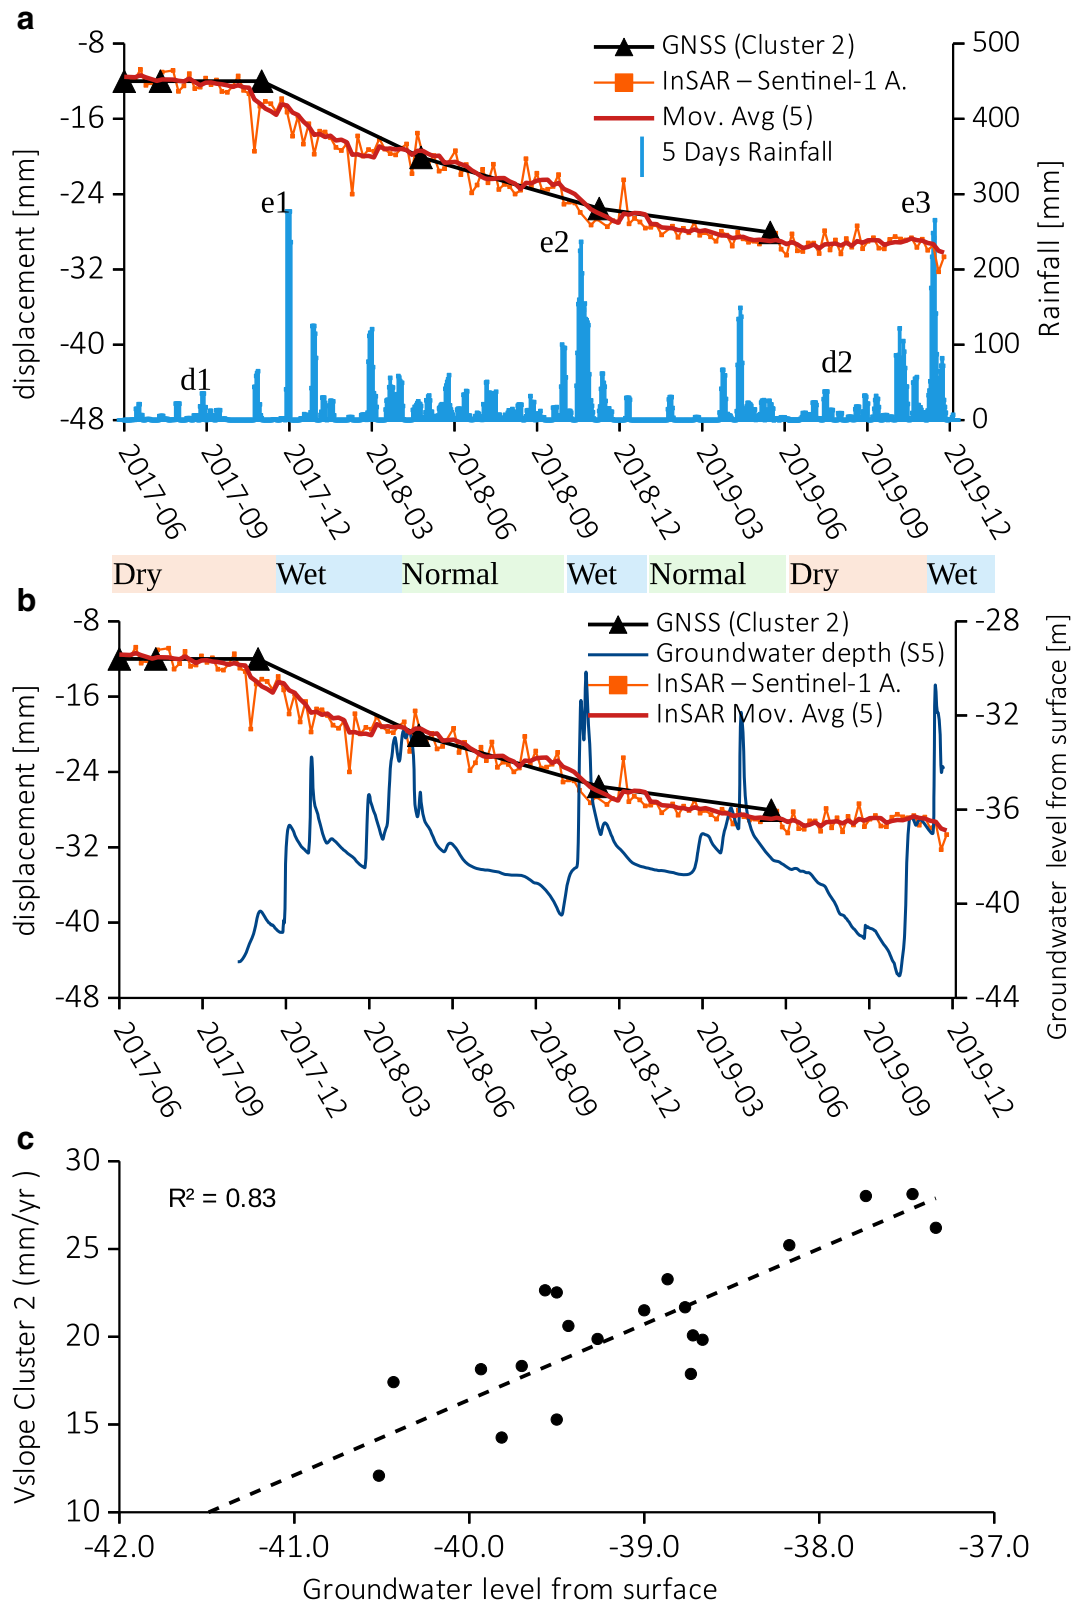 a
-8
-16
-24
-32
-40
-48
displacement [mm]
500
400
300
200
100
0
Rainfall [mm]
GNSS (Cluster 2)
InSAR – Sentinel-1 A.
Mov. Avg (5)
5 Days Rainfall
e1
e2
e3
d1
d2
2017-06
2017-09
2017-12
2018-03
2018-06
2018-09
2018-12
2019-03
2019-06
2019-09
2019-12
Dry Wet Normal Wet Normal Dry Wet
b
-8
-16
-24
-32
-40
-48
displacement [mm]
-28
-32
-36
-40
-44
Groundwater level from surface [m]
GNSS (Cluster 2)
Groundwater depth (S5)
InSAR – Sentinel-1 A.
InSAR Mov. Avg (5)
2017-06
2017-09
2017-12
2018-03
2018-06
2018-09
2018-12
2019-03
2019-06
2019-09
2019-12
c
30
25
20
15
10
Vslope Cluster 2 (mm/yr )
R² = 0.83
-42.0 -41.0 -40.0 -39.0 -38.0 -37.0
Groundwater level from surface